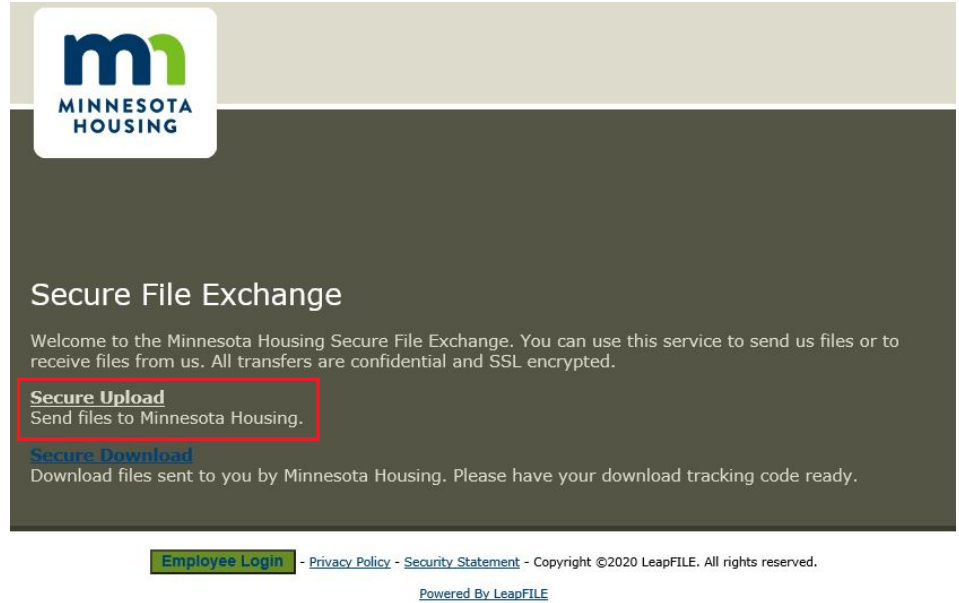 mn
MINNESOTA
HOUSING
Secure File Exchange
Welcome to the Minnesota Housing Secure File Exchange. You can use this service to send us files or to
receive files from us. All transfers are confidential and SSL encrypted.
Secure Upload
Send files to Minnesota Housing.
Secure Download
Download files sent to you by Minnesota Housing. Please have your download tracking code ready.
Employee Login - Privacy Policy - Security Statement - Copyright ©2020 LeapFILE. All rights reserved.
Powered By LeapFILE